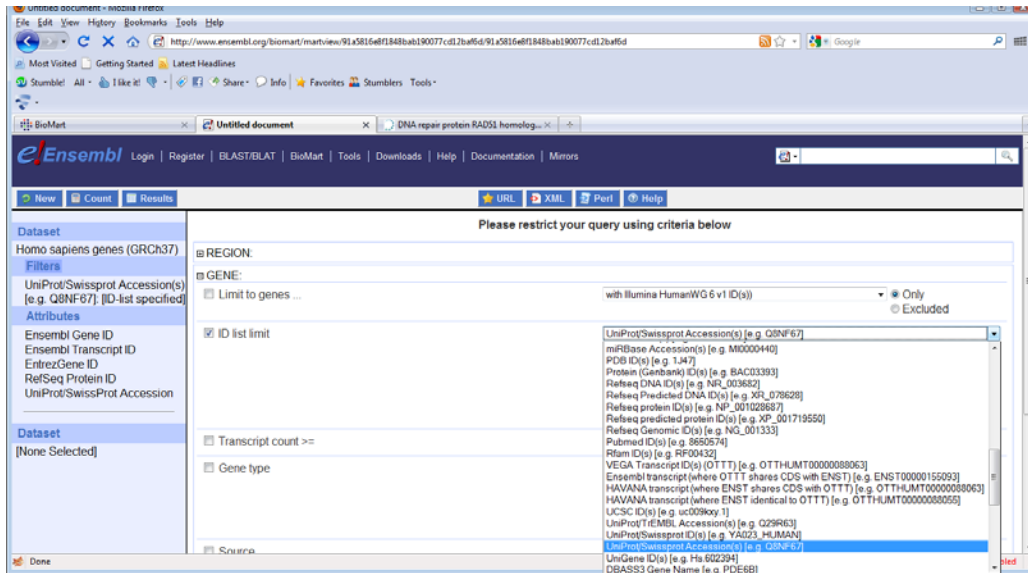 Untitled document - Mozilla Firefox
File Edit View History Bookmarks Tools Help
http://www.ensembl.org/biomart/martview/91a5816e8f1848bab190077cd12baf6d/91a5816e8f1848bab190077cd12baf6d
Google
Most Visited Getting Started Latest Headlines
Stumble! All I like it! Share Info Favorites Stumblers Tools
BioMart Untitled document DNA repair protein RAD51 homolog...
e!Ensembl Login | Register | BLAST/BLAT | BioMart | Tools | Downloads | Help | Documentation | Mirrors
New Count Results URL XML Perl Help
Please restrict your query using criteria below
Dataset
Homo sapiens genes (GRCh37)
Filters
UniProt/Swissprot Accession(s)
[e.g. Q8NF67]: [ID-list specified]
Attributes
Ensembl Gene ID
Ensembl Transcript ID
EntrezGene ID
RefSeq Protein ID
UniProt/SwissProt Accession
Dataset
[None Selected]
REGION:
GENE:
Limit to genes ...
with Illumina HumanWG 6 v1 ID(s))
Only
Excluded
ID list limit
UniProt/Swissprot Accession(s) [e.g. Q8NF67]
miRBase Accession(s) [e.g. MI0000440]
PDB ID(s) [e.g. 1J47]
Protein (Genbank) ID(s) [e.g. BAC03393]
Refseq DNA ID(s) [e.g. NR_003682]
Refseq Predicted DNA ID(s) [e.g. XR_078628]
Refseq protein ID(s) [e.g. NP_001028687]
Refseq predicted protein ID(s) [e.g. XP_001719550]
Refseq Genomic ID(s) [e.g. NG_001333]
Pubmed ID(s) [e.g. 8650574]
Rfam ID(s) [e.g. RF00432]
VEGA Transcript ID(s) (OTTT) [e.g. OTTHUMT00000088063]
Ensembl transcript (where OTTT shares CDS with ENST) [e.g. ENST00000155093]
HAVANA transcript (where ENST shares CDS with OTTT) [e.g. OTTHUMT00000088063]
HAVANA transcript (where ENST identical to OTTT) [e.g. OTTHUMT00000088055]
UCSC ID(s) [e.g. uc009kxy.1]
UniProt/TrEMBL Accession(s) [e.g. Q29R63]
UniProt/Swissprot ID(s) [e.g. YA023_HUMAN]
UniProt/Swissprot Accession(s) [e.g. Q8NF67]
UniGene ID(s) [e.g. Hs.602394]
DBASS3 Gene Name [e.g. PDE6B]
Transcript count >=
Gene type
Source
Done